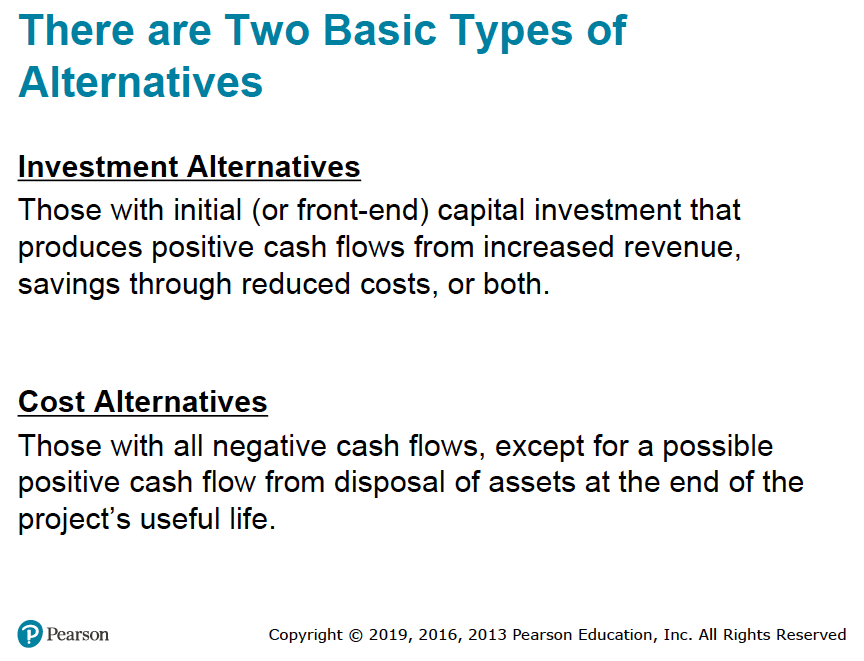 There are Two Basic Types of
Alternatives
Investment Alternatives
Those with initial (or front-end) capital investment that
produces positive cash flows from increased revenue,
savings through reduced costs, or both.
Cost Alternatives
Those with all negative cash flows, except for a possible
positive cash flow from disposal of assets at the end of the
project’s useful life.
Pearson
Copyright © 2019, 2016, 2013 Pearson Education, Inc. All Rights Reserved